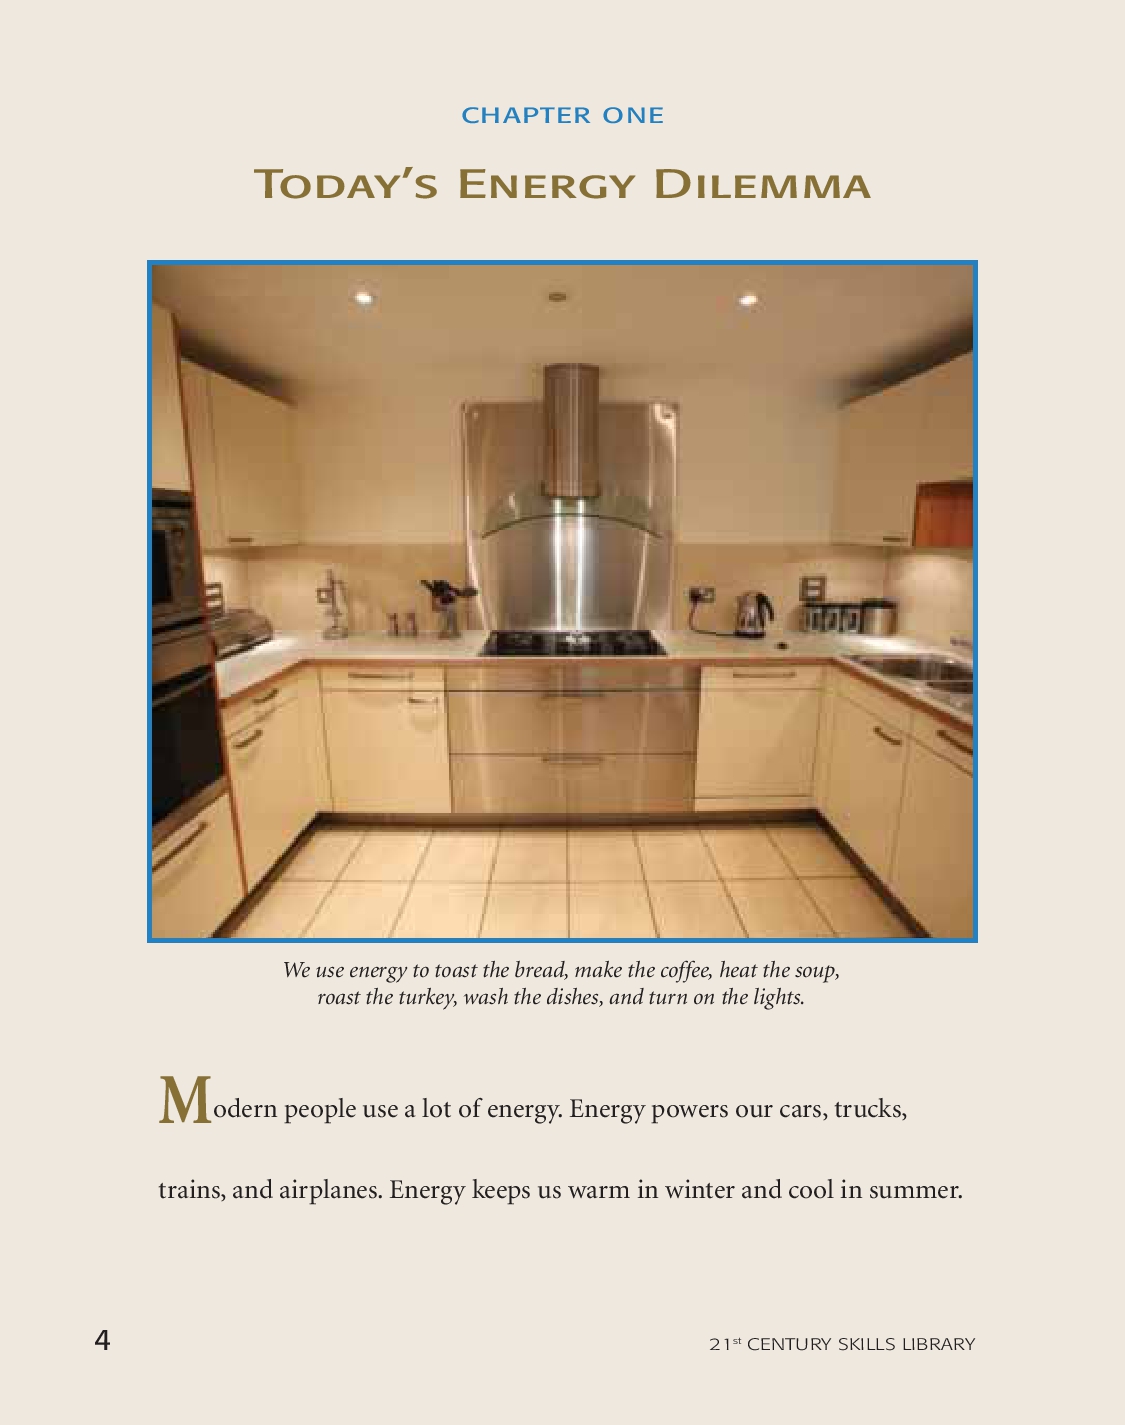 CHAPTER ONE
TODAY'S ENERGY DILEMMA
We use energy to toast the bread, make the coffee, heat the soup,
roast the turkey, wash the dishes, and turn on the lights.
Modern people use a lot of energy. Energy powers our cars, trucks,
trains, and airplanes. Energy keeps us warm in winter and cool in summer.
4
21st CENTURY SKILLS LIBRARY